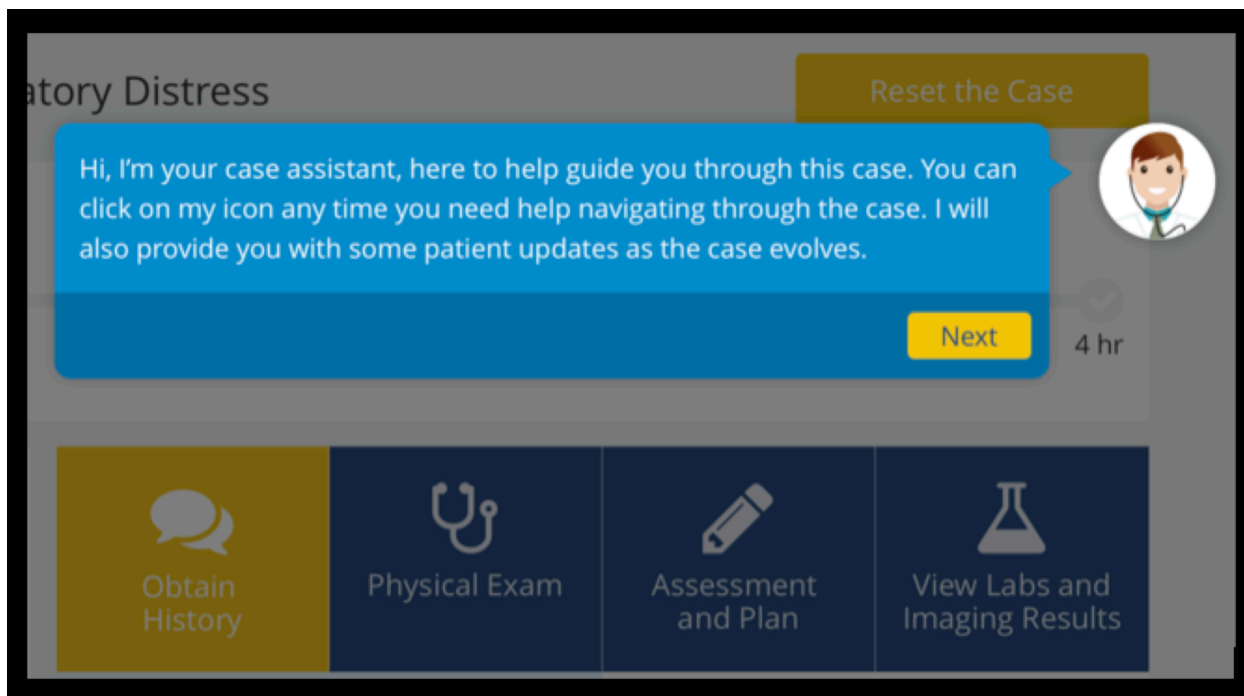 Distress
Reset the Case
Hi, I'm your case assistant, here to help guide you through this case. You can
click on my icon any time you need help navigating through the case. I will
also provide you with some patient updates as the case evolves.
Next
4 hr
Obtain
History
Physical Exam
Assessment
and Plan
View Labs and
Imaging Results